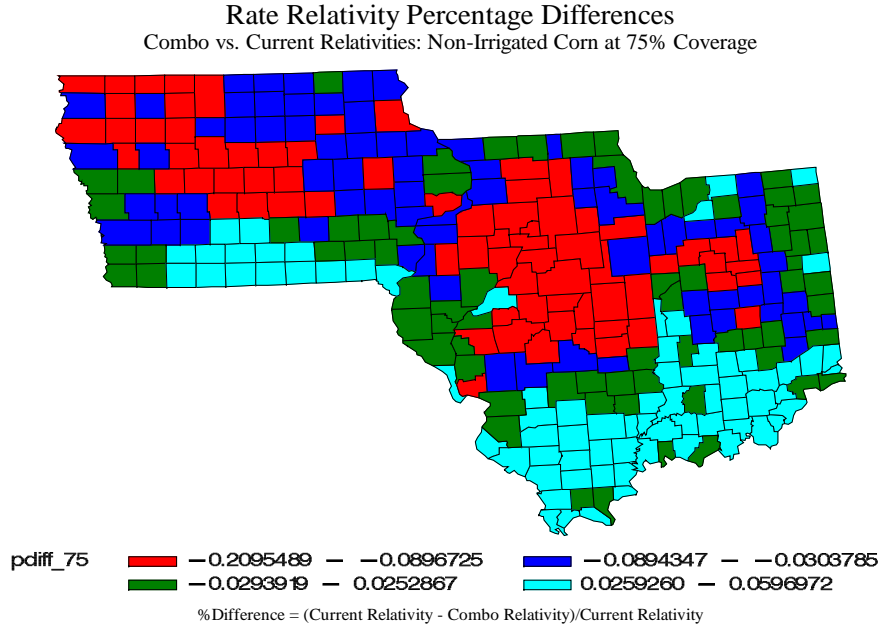 Rate Relativity Percentage Differences
Combo vs. Current Relativities: Non-Irrigated Corn at 75% Coverage
pdiff_75 −0.2095489 − −0.0896725 −0.0894347 − −0.0303785
−0.0293919 − 0.0252867 0.0259260 − 0.0596972
%Difference = (Current Relativity - Combo Relativity)/Current Relativity